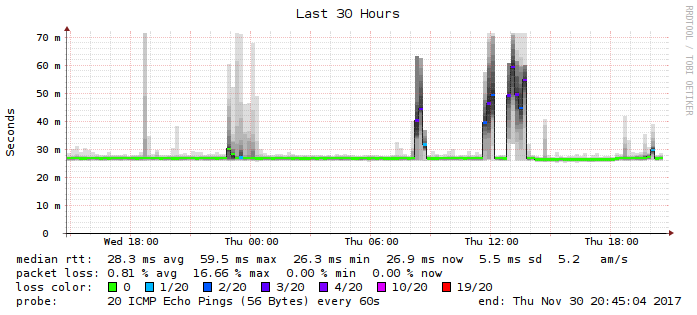 Last 30 Hours
RRDTOOL / TOBI OETIKER
Seconds
70 m
60 m
50 m
40 m
30 m
20 m
10 m
0
Wed 18:00 Thu 00:00 Thu 06:00 Thu 12:00 Thu 18:00
median rtt: 28.3 ms avg 59.5 ms max 26.3 ms min 26.9 ms now 5.5 ms sd 5.2 am/s
packet loss: 0.81 % avg 16.66 % max 0.00 % min 0.00 % now
loss color: 0 1/20 2/20 3/20 4/20 10/20 19/20
probe: 20 ICMP Echo Pings (56 Bytes) every 60s end: Thu Nov 30 20:45:04 2017